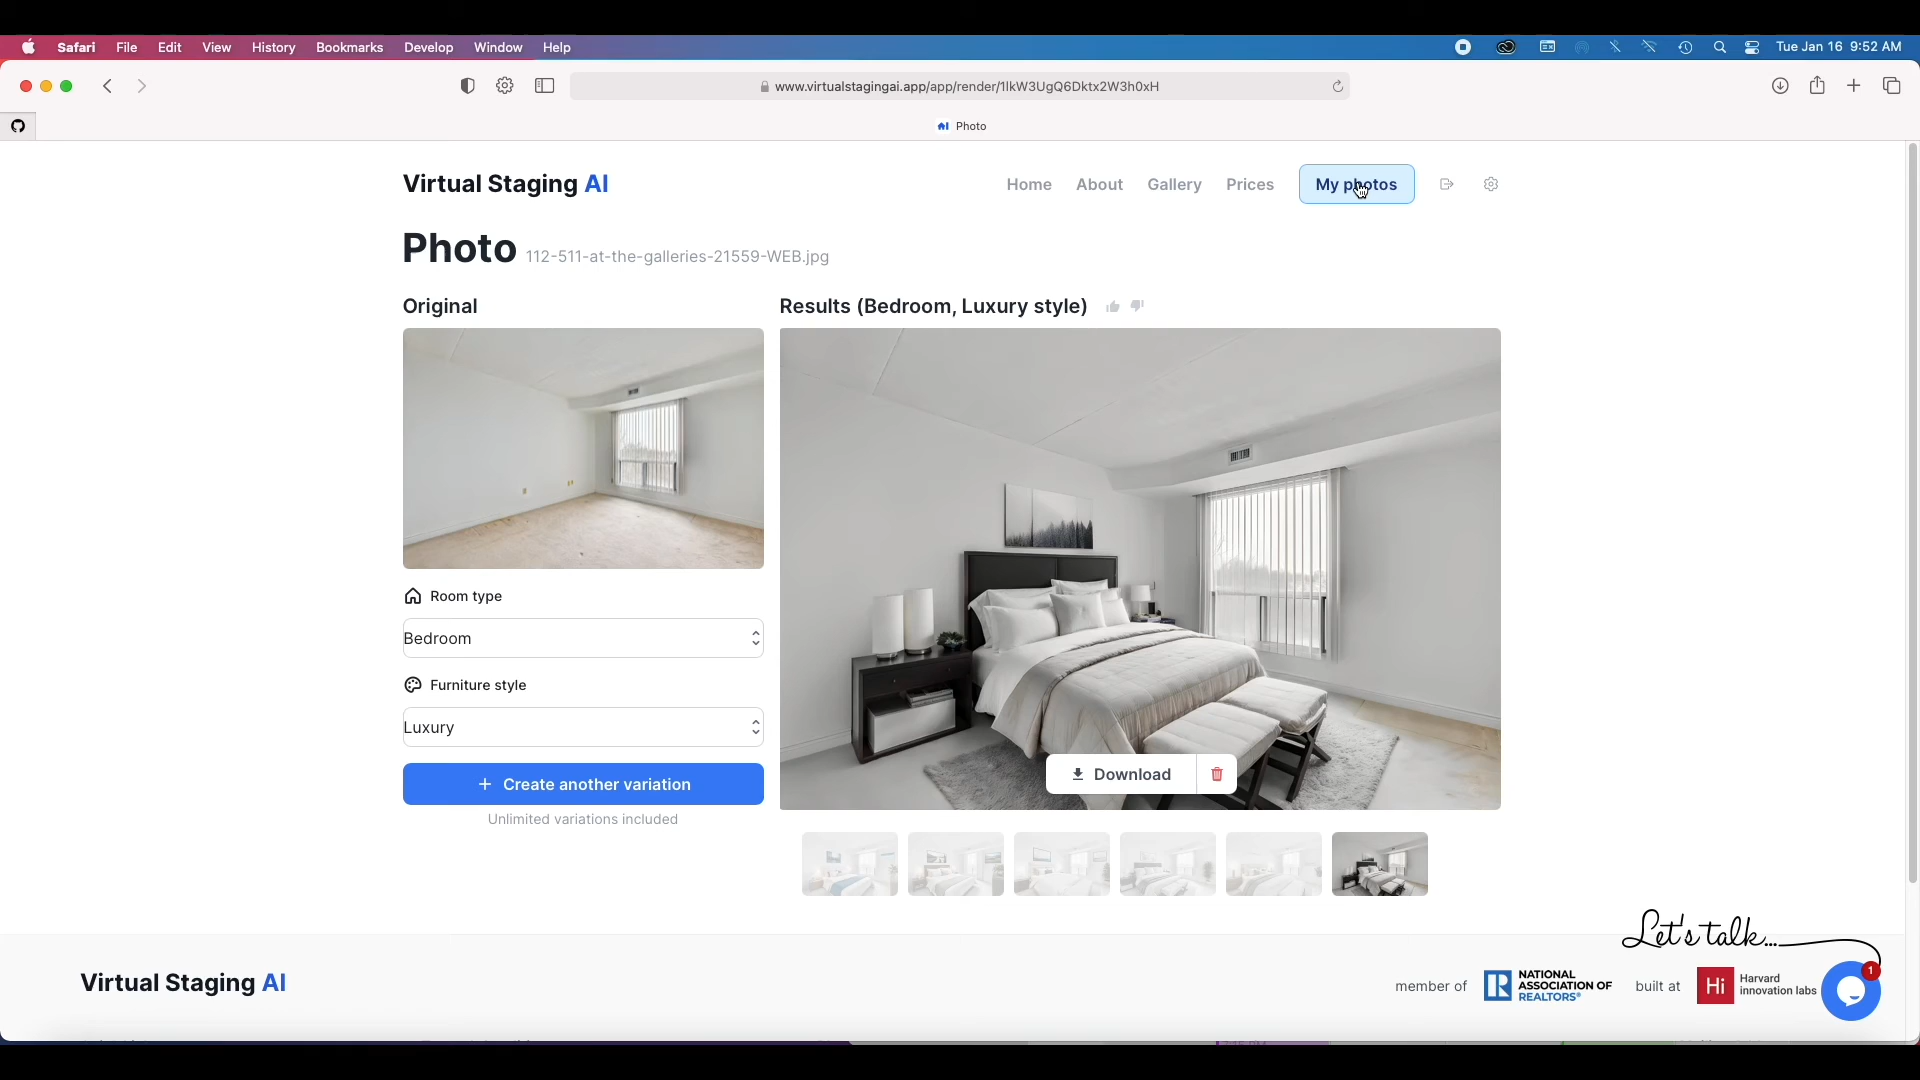 Safari File Edit View History Bookmarks Develop Window Help Tue Jan 16 9:52 AM
www.virtualstagingai.app/app/render/1lkW3UgQ6Dktx2W3h0xH
Photo
Virtual Staging AI
Home About Gallery Prices My photos
Photo 112-511-at-the-galleries-21559-WEB.jpg
Original
Results (Bedroom, Luxury style)
Room type
Bedroom
Furniture style
Luxury
+ Create another variation
Unlimited variations included
Download
Let's talk...
1
Virtual Staging AI
member of
R
NATIONAL
ASSOCIATION OF
REALTORS®
built at
Hi
Harvard
innovation labs